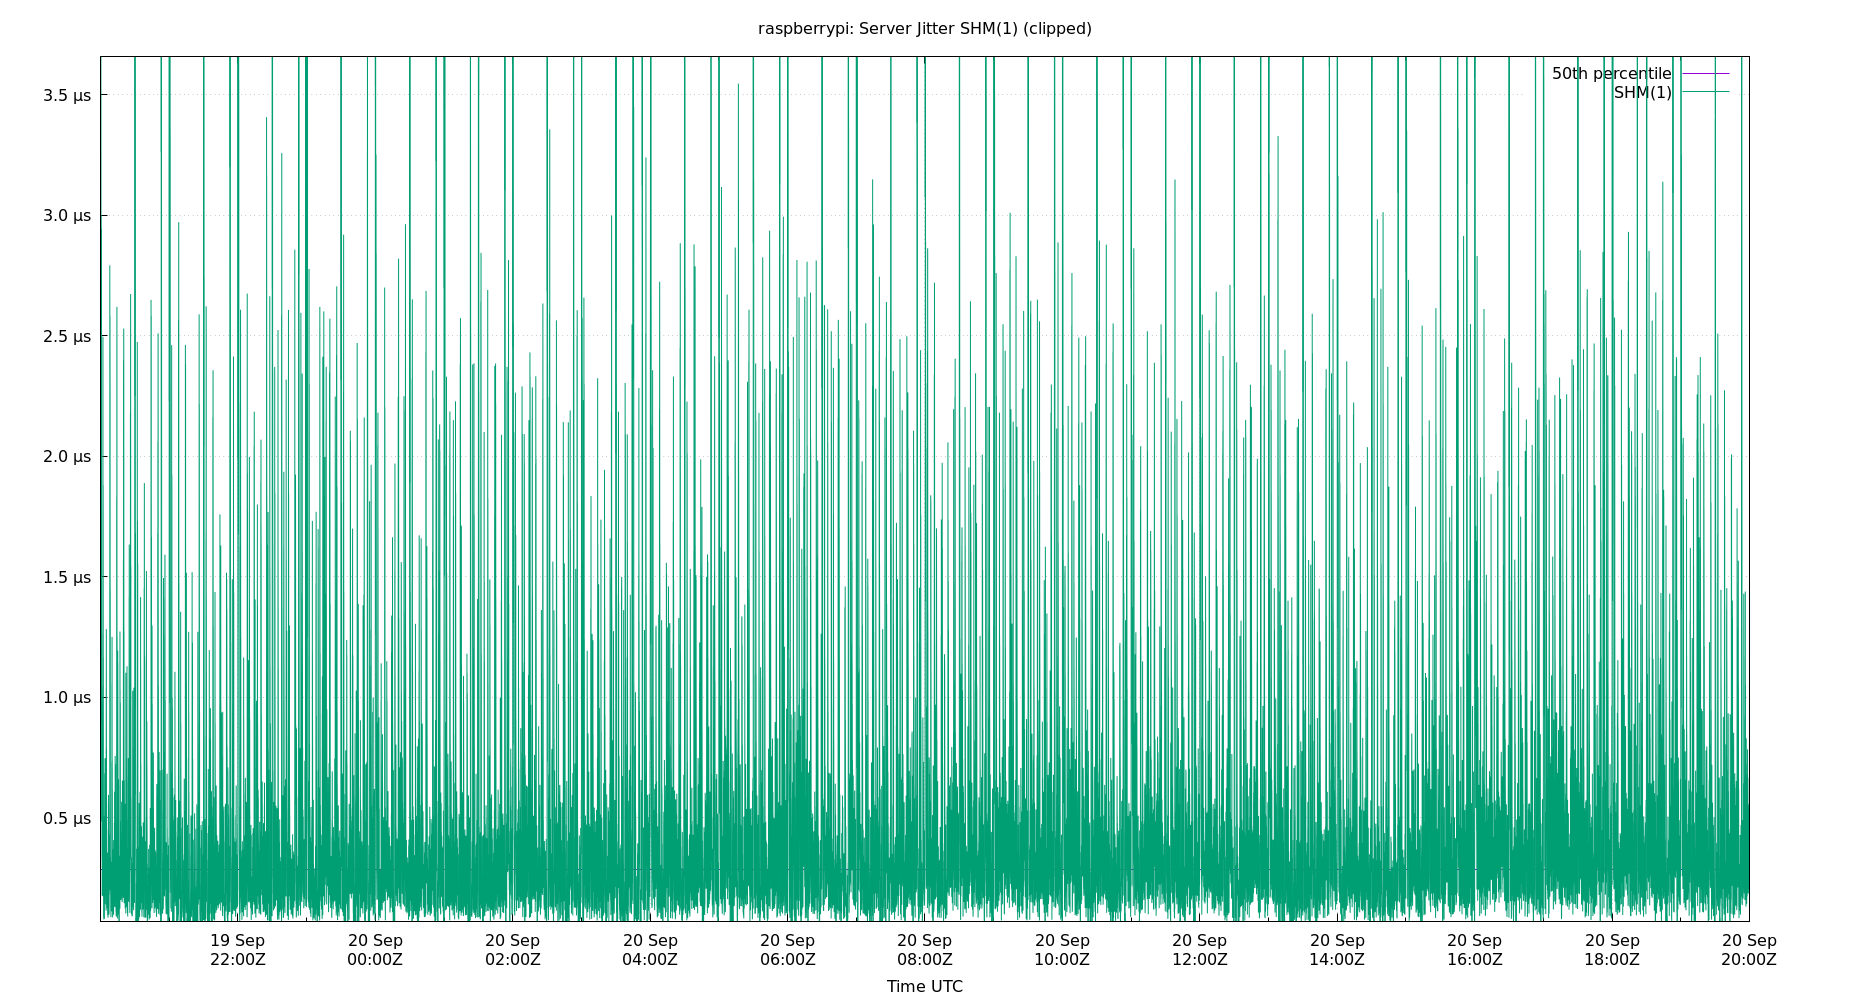 raspberrypi: Server Jitter SHM(1) (clipped)
50th percentile
SHM(1)
3.5 µs
3.0 µs
2.5 µs
2.0 µs
1.5 µs
1.0 µs
0.5 µs
19 Sep 20 Sep 20 Sep 20 Sep 20 Sep 20 Sep 20 Sep 20 Sep 20 Sep 20 Sep 20 Sep 20 Sep
22:00Z 00:00Z 02:00Z 04:00Z 06:00Z 08:00Z 10:00Z 12:00Z 14:00Z 16:00Z 18:00Z 20:00Z
Time UTC